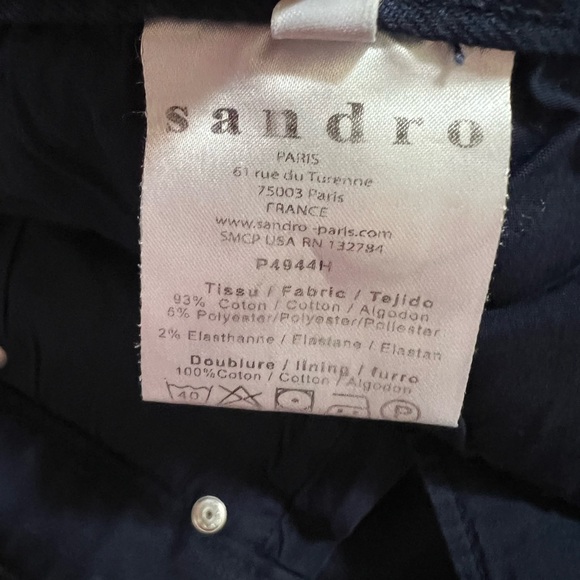 sandro
PARIS
61 rue du Turenne
75003 Paris
FRANCE
www.sandro-paris.com
SMCP USA RN 132784
P4944H
Tissu / Fabric / Tejido
93% Coton / Cotton / Algodon
5% Polyester/Polyester/Poliester
2% Elasthanne / Elastane / Elastan
Doublure / lining / furro
100%Coton / Cotton / Algodon
40 P